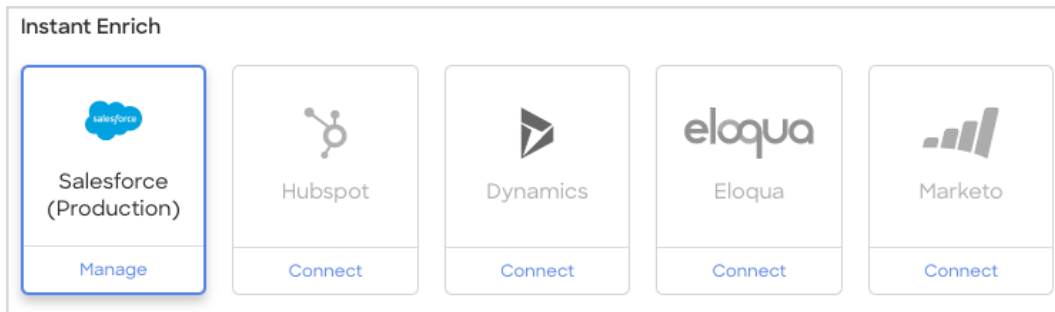 Instant Enrich
salesforce
eloqua
Salesforce
(Production)
Hubspot
Dynamics
Eloqua
Marketo
Manage
Connect
Connect
Connect
Connect